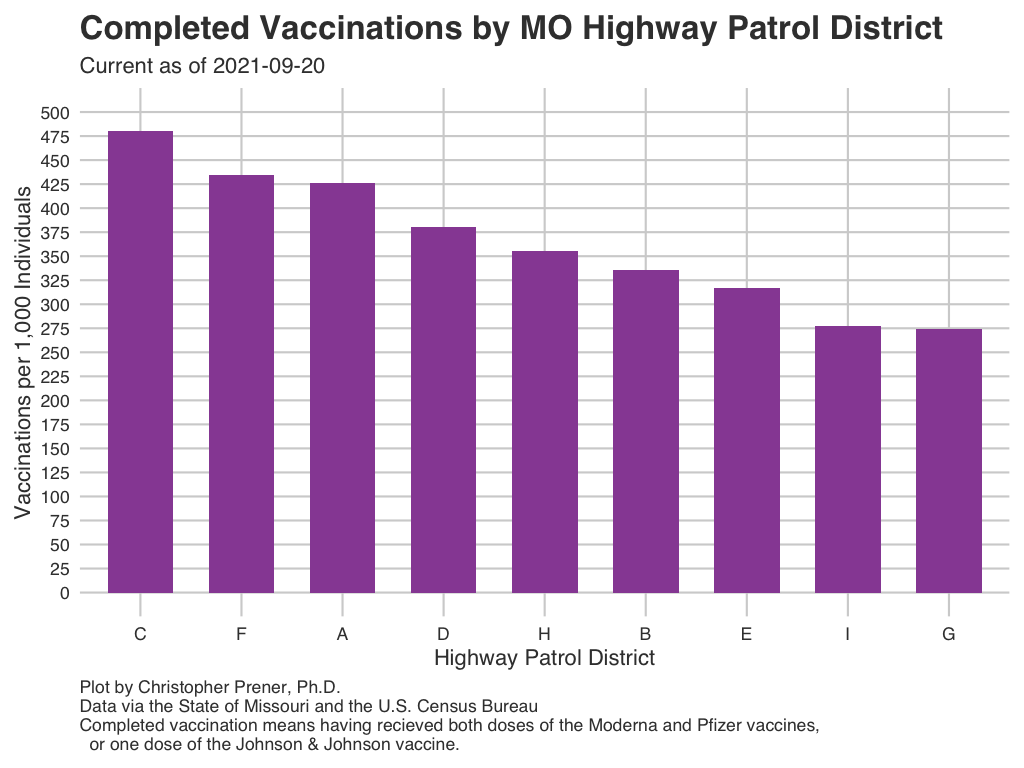 Completed Vaccinations by MO Highway Patrol District
Current as of 2021-09-20
Vaccinations per 1,000 Individuals
500
475
450
425
400
375
350
325
300
275
250
225
200
175
150
125
100
75
50
25
0
C F A D H B E I G
Highway Patrol District
Plot by Christopher Prener, Ph.D.
Data via the State of Missouri and the U.S. Census Bureau
Completed vaccination means having recieved both doses of the Moderna and Pfizer vaccines,
or one dose of the Johnson & Johnson vaccine.